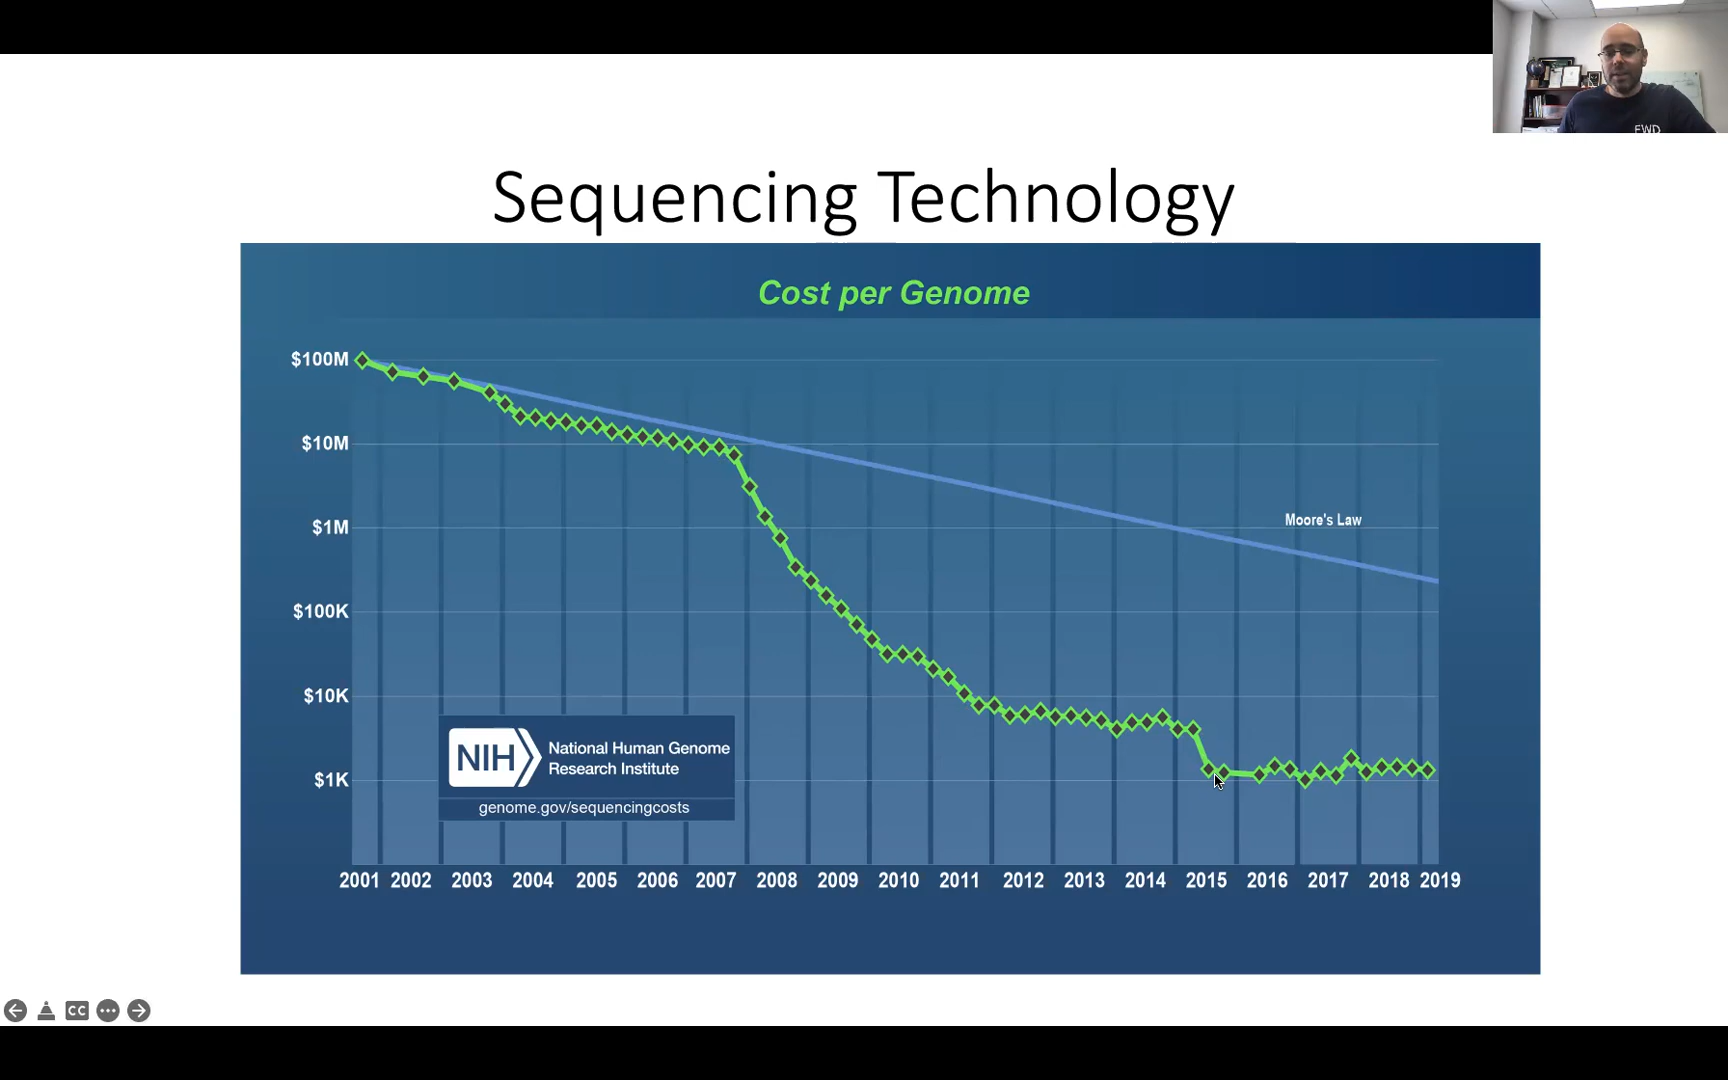 FWD
Sequencing Technology
Cost per Genome
$100M
$10M
$1M
$100K
$10K
$1K
Moore's Law
NIH
National Human Genome
Research Institute
genome.gov/sequencingcosts
2001 2002 2003 2004 2005 2006 2007 2008 2009 2010 2011 2012 2013 2014 2015 2016 2017 2018 2019
CC